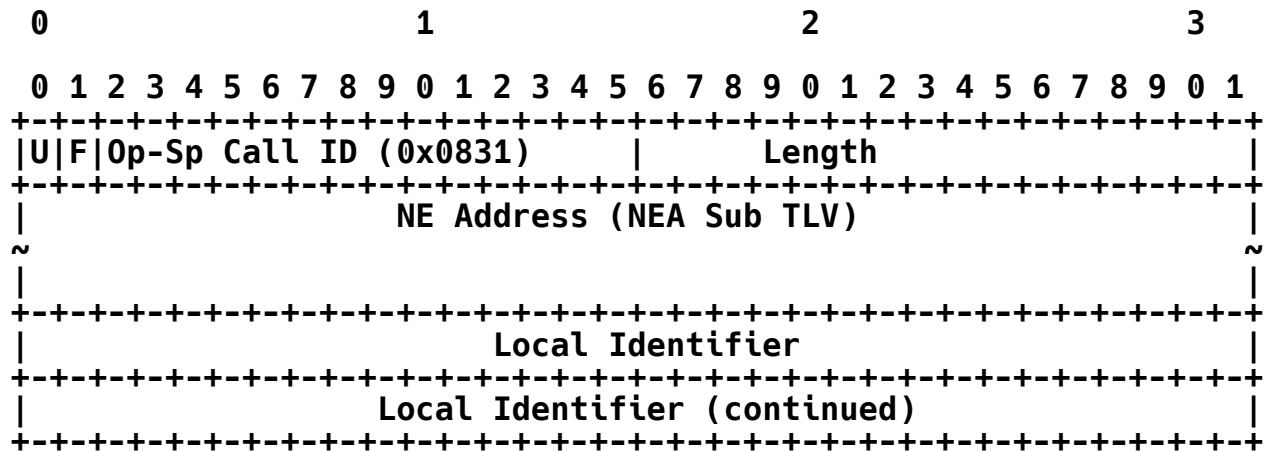 0                   1                   2                   3
0 1 2 3 4 5 6 7 8 9 0 1 2 3 4 5 6 7 8 9 0 1 2 3 4 5 6 7 8 9 0 1
+-+-+-+-+-+-+-+-+-+-+-+-+-+-+-+-+-+-+-+-+-+-+-+-+-+-+-+-+-+-+-+-+
|U|F|Op-Sp Call ID (0x0831)     |      Length                   |
+-+-+-+-+-+-+-+-+-+-+-+-+-+-+-+-+-+-+-+-+-+-+-+-+-+-+-+-+-+-+-+-+
|                   NE Address (NEA Sub TLV)                    |
~                                                               ~
|                                                               |
+-+-+-+-+-+-+-+-+-+-+-+-+-+-+-+-+-+-+-+-+-+-+-+-+-+-+-+-+-+-+-+-+
|                        Local Identifier                       |
+-+-+-+-+-+-+-+-+-+-+-+-+-+-+-+-+-+-+-+-+-+-+-+-+-+-+-+-+-+-+-+-+
|                  Local Identifier (continued)                 |
+-+-+-+-+-+-+-+-+-+-+-+-+-+-+-+-+-+-+-+-+-+-+-+-+-+-+-+-+-+-+-+-+